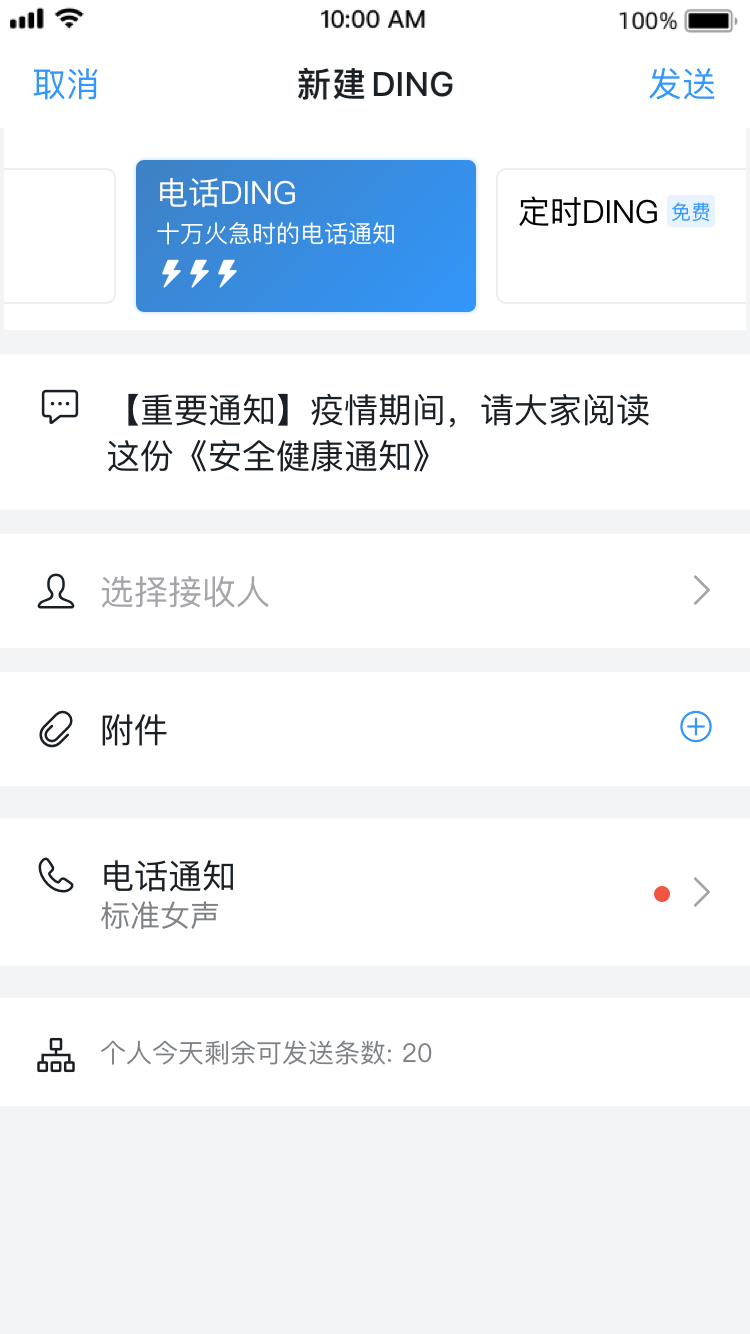 10:00 AM
100%
取消
新建 DING
发送
电话DING
十万火急时的电话通知
定时DING 免费
【重要通知】疫情期间，请大家阅读
这份《安全健康通知》
选择接收人
附件
电话通知
标准女声
个人今天剩余可发送条数: 20